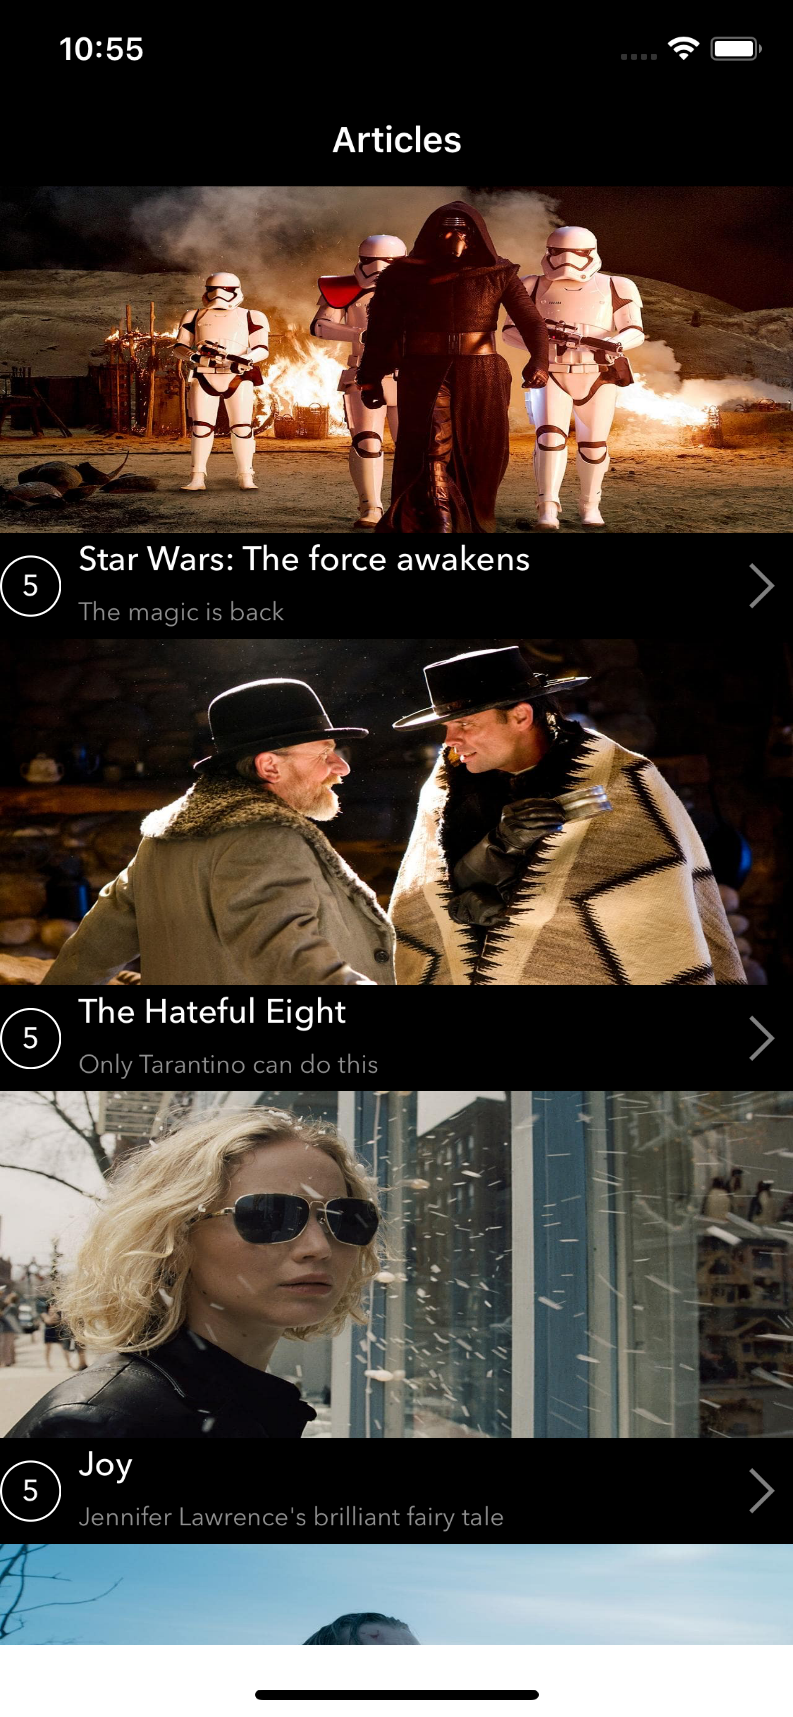 10:55
Articles
5
Star Wars: The force awakens
The magic is back
5
The Hateful Eight
Only Tarantino can do this
5
Joy
Jennifer Lawrence's brilliant fairy tale